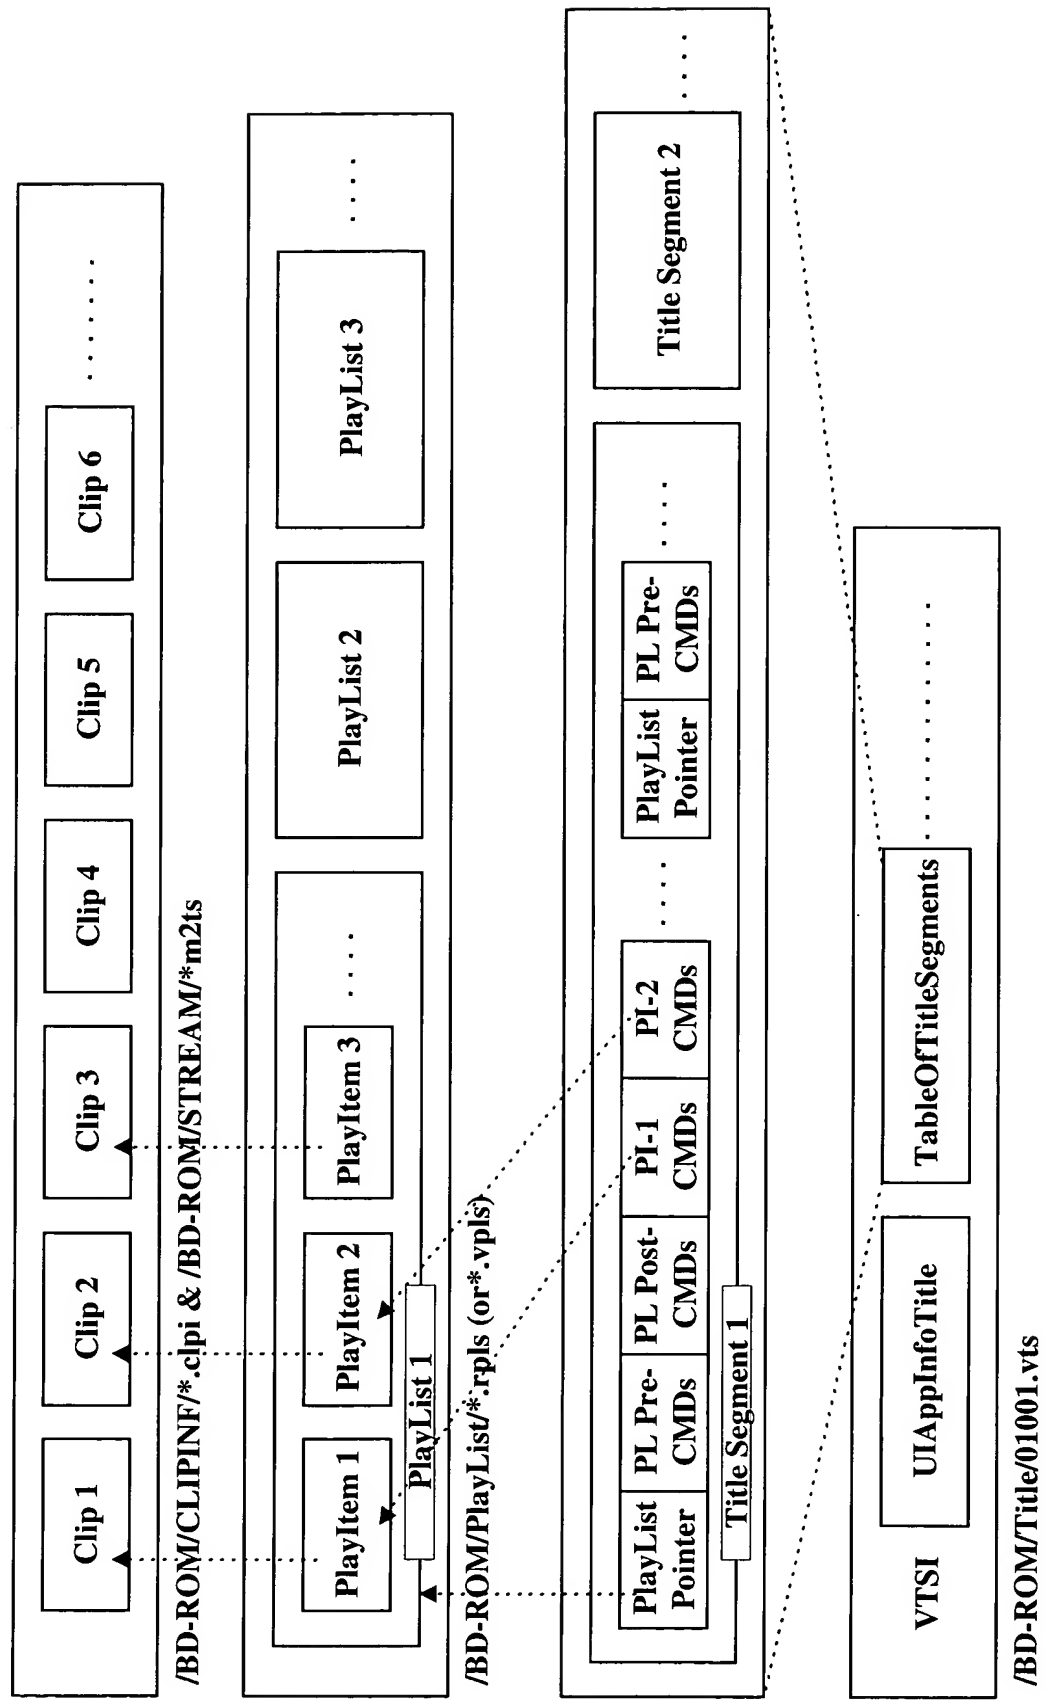 Clip 1
Clip 2
Clip 3
Clip 4
Clip 5
Clip 6
.......
/BD-ROM/CLIPINF/*.clpi & /BD-ROM/STREAM/*m2ts
PlayItem 1
PlayItem 2
PlayItem 3
....
PlayList 1
PlayList 2
PlayList 3
....
/BD-ROM/PlayList/*.rpls (or*.vpls)
PlayList
Pointer
PL Pre-
CMDs
PL Post-
CMDs
PI-1
CMDs
PI-2
CMDs
....
PlayList
Pointer
PL Pre-
CMDs
....
Title Segment 1
Title Segment 2
....
VTSI
UIAppInfoTitle
TableOfTitleSegments
.............
/BD-ROM/Title/01001.vts